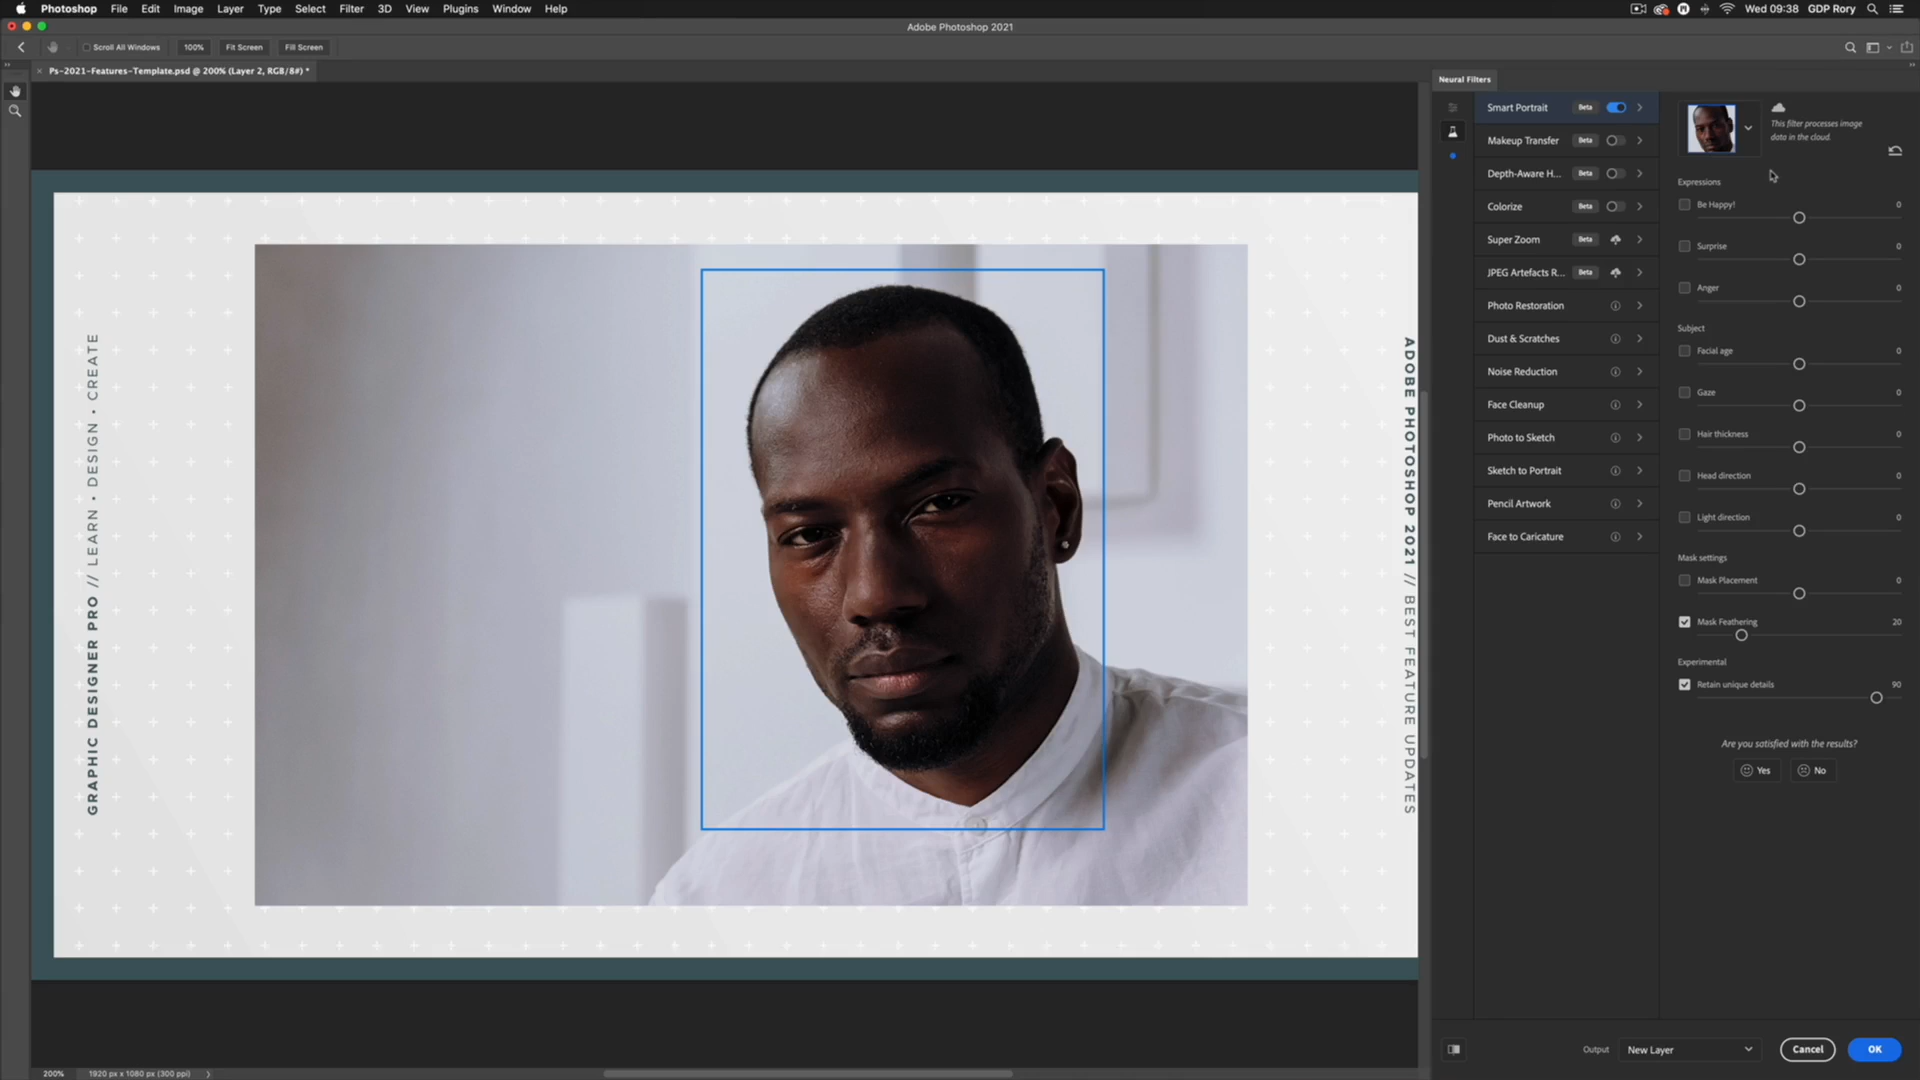 Photoshop File Edit Image Layer Type Select Filter 3D View Plugins Window Help
Wed 09:38 GDP Rory
Adobe Photoshop 2021
Scroll All Windows 100% Fit Screen Fill Screen
× Ps-2021-Features-Template.psd @ 200% (Layer 2, RGB/8#) *
GRAPHIC DESIGNER PRO // LEARN • DESIGN • CREATE
ADOBE PHOTOSHOP 2021 // BEST FEATURE UPDATES
Neural Filters
Smart Portrait Beta
Makeup Transfer Beta
Depth-Aware H... Beta
Colorize Beta
Super Zoom Beta
JPEG Artefacts R... Beta
Photo Restoration
Dust & Scratches
Noise Reduction
Face Cleanup
Photo to Sketch
Sketch to Portrait
Pencil Artwork
Face to Caricature
This filter processes image
data in the cloud.
Expressions
Be Happy! 0
Surprise 0
Anger 0
Subject
Facial age 0
Gaze 0
Hair thickness 0
Head direction 0
Light direction 0
Mask settings
Mask Placement 0
Mask Feathering 20
Experimental
Retain unique details 90
Are you satisfied with the results?
Yes No
Output New Layer Cancel OK
200% 1920 px x 1080 px (300 ppi)